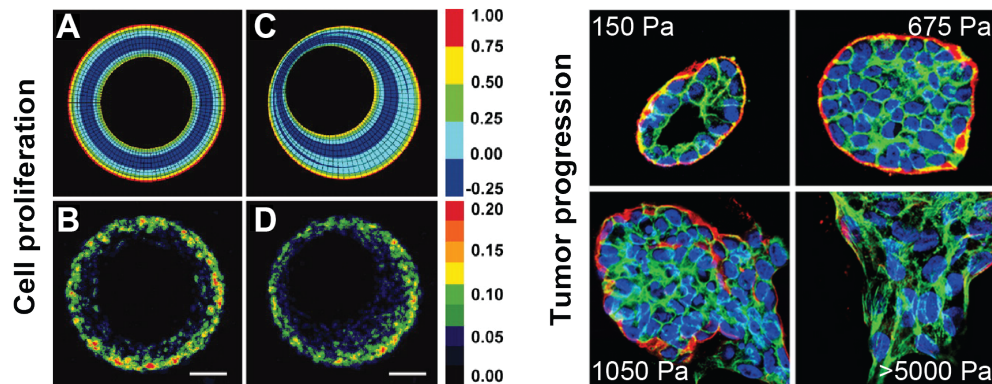 Cell proliferation
A
C
1.00
0.75
0.50
0.25
0.00
-0.25
B
D
0.20
0.15
0.10
0.05
0.00
Tumor progression
150 Pa
675 Pa
1050 Pa
>5000 Pa